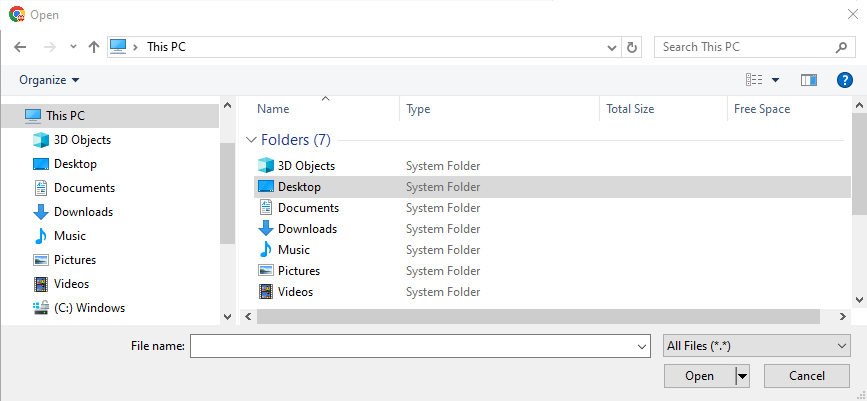 Open
This PC
Search This PC
Organize
This PC
3D Objects
Desktop
Documents
Downloads
Music
Pictures
Videos
(C:) Windows
Name Type Total Size Free Space
Folders (7)
3D Objects System Folder
Desktop System Folder
Documents System Folder
Downloads System Folder
Music System Folder
Pictures System Folder
Videos System Folder
File name:
All Files (*.*)
Open Cancel